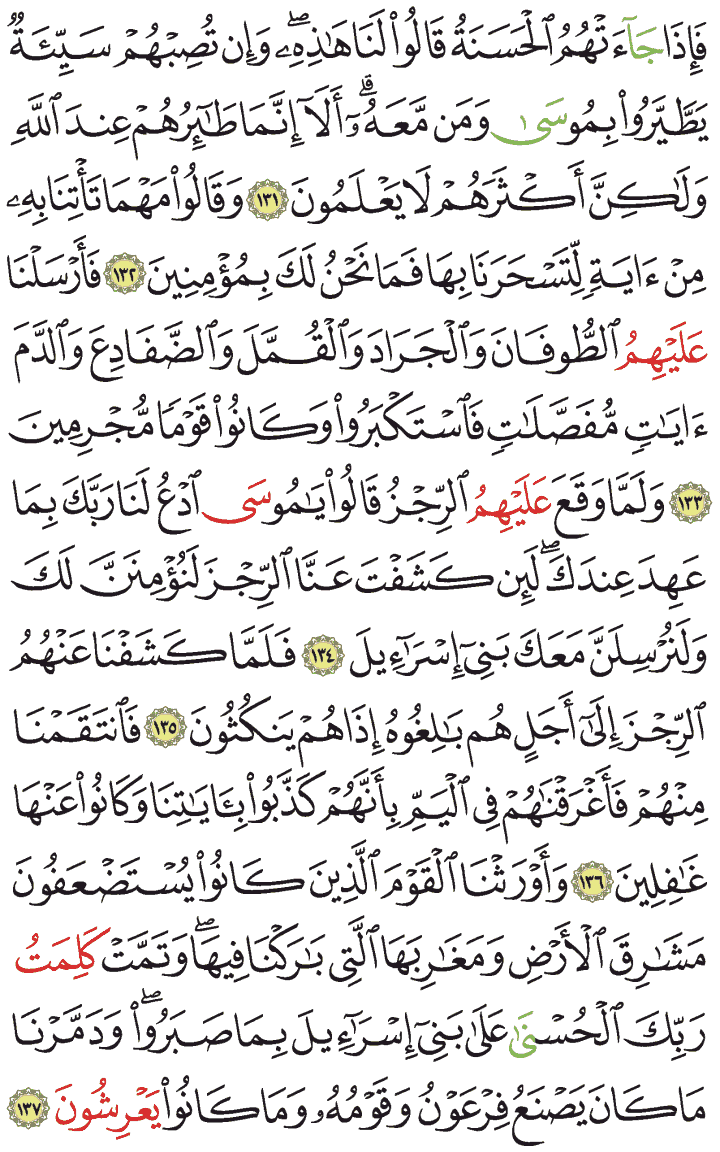 فَإِذَا جَآءَتْهُمُ ٱلْحَسَنَةُ قَالُوا۟ لَنَا هَـٰذِهِۦۖ وَإِن تُصِبْهُمْ سَيِّئَةٌۭ
يَطَّيَّرُوا۟ بِمُوسَىٰ وَمَن مَّعَهُۥٓۗ أَلَآ إِنَّمَا طَـٰٓئِرُهُمْ عِندَ ٱللَّهِ
وَلَـٰكِنَّ أَكْثَرَهُمْ لَا يَعْلَمُونَ ١٣١ وَقَالُوا۟ مَهْمَا تَأْتِنَا بِهِۦ
مِنْ ءَايَةٍۢ لِّتَسْحَرَنَا بِهَا فَمَا نَحْنُ لَكَ بِمُؤْمِنِينَ ١٣٢ فَأَرْسَلْنَا
عَلَيْهِمُ ٱلطُّوفَانَ وَٱلْجَرَادَ وَٱلْقُمَّلَ وَٱلضَّفَادِعَ وَٱلدَّمَ
ءَايَـٰتٍۢ مُّفَصَّلَـٰتٍۢ فَٱسْتَكْبَرُوا۟ وَكَانُوا۟ قَوْمًۭا مُّجْرِمِينَ
١٣٣ وَلَمَّا وَقَعَ عَلَيْهِمُ ٱلرِّجْزُ قَالُوا۟ يَـٰمُوسَى ٱدْعُ لَنَا رَبَّكَ بِمَا
عَهِدَ عِندَكَۖ لَئِن كَشَفْتَ عَنَّا ٱلرِّجْزَ لَنُؤْمِنَنَّ لَكَ
وَلَنُرْسِلَنَّ مَعَكَ بَنِىٓ إِسْرَٰٓءِيلَ ١٣٤ فَلَمَّا كَشَفْنَا عَنْهُمُ
ٱلرِّجْزَ إِلَىٰٓ أَجَلٍ هُم بَـٰلِغُوهُ إِذَا هُمْ يَنكُثُونَ ١٣٥ فَٱنتَقَمْنَا
مِنْهُمْ فَأَغْرَقْنَـٰهُمْ فِى ٱلْيَمِّ بِأَنَّهُمْ كَذَّبُوا۟ بِـَٔايَـٰتِنَا وَكَانُوا۟ عَنْهَا
غَـٰفِلِينَ ١٣٦ وَأَوْرَثْنَا ٱلْقَوْمَ ٱلَّذِينَ كَانُوا۟ يُسْتَضْعَفُونَ
مَشَـٰرِقَ ٱلْأَرْضِ وَمَغَـٰرِبَهَا ٱلَّتِى بَـٰرَكْنَا فِيهَاۖ وَتَمَّتْ كَلِمَتُ
رَبِّكَ ٱلْحُسْنَىٰ عَلَىٰ بَنِىٓ إِسْرَٰٓءِيلَ بِمَا صَبَرُوا۟ۖ وَدَمَّرْنَا
مَا كَانَ يَصْنَعُ فِرْعَوْنُ وَقَوْمُهُۥ وَمَا كَانُوا۟ يَعْرِشُونَ ١٣٧